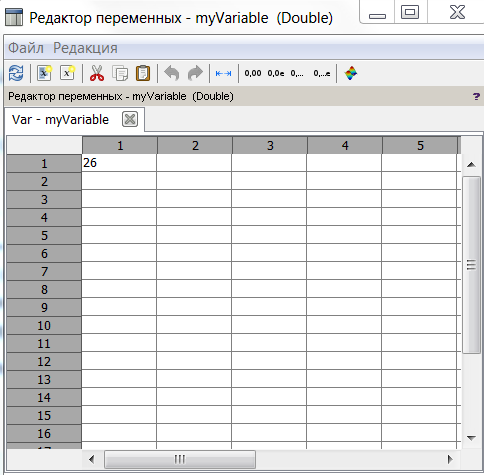 Редактор переменных - myVariable (Double)
Файл Редакция
0,00 0,0e 0,... 0,...e
Редактор переменных - myVariable (Double) ?
Var - myVariable
1 2 3 4 5
1 26
2
3
4
5
6
7
8
9
10
11
12
13
14
15
16
17